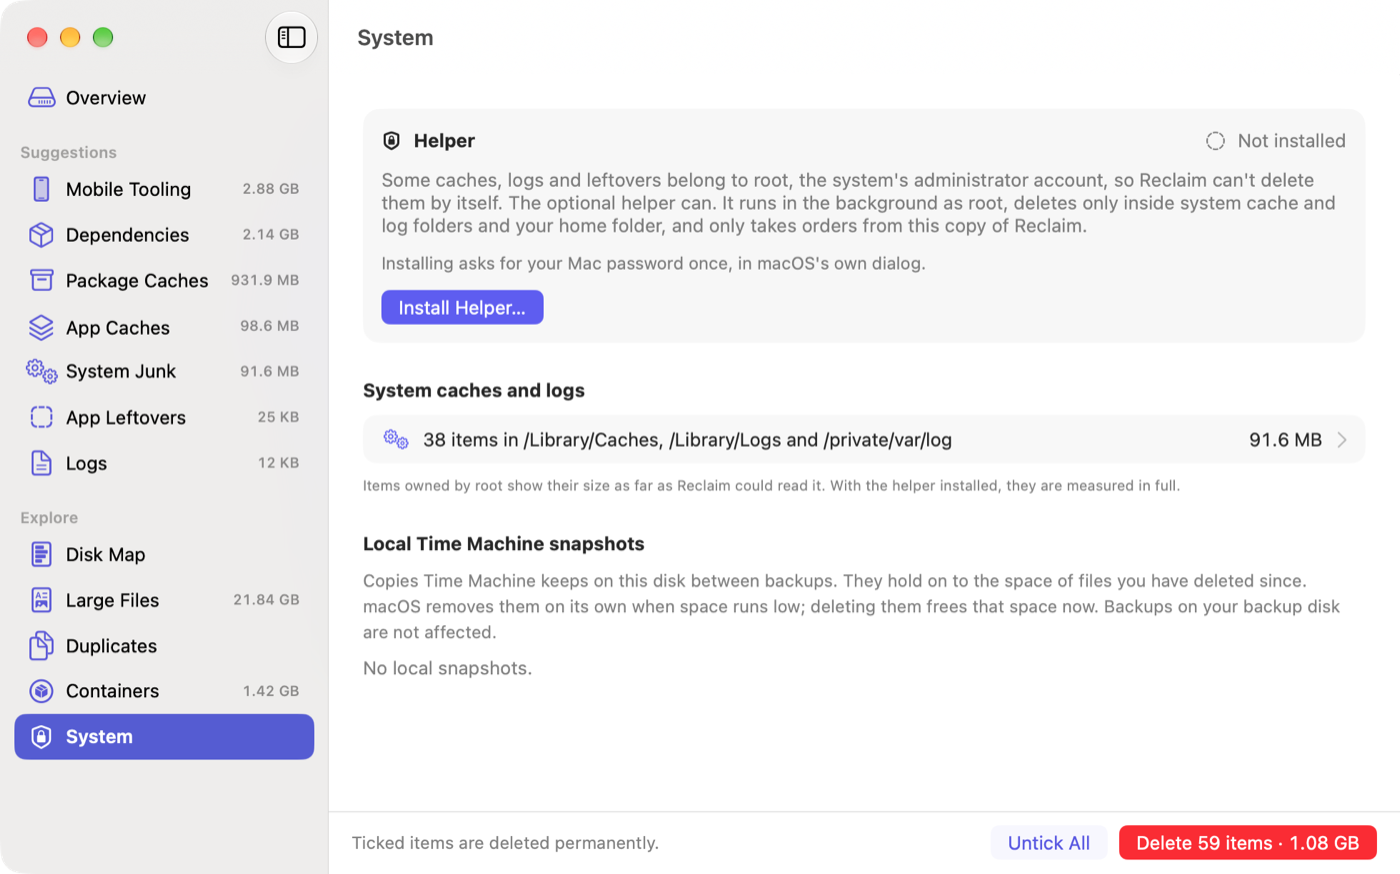 System
Overview
Suggestions
Mobile Tooling 2.88 GB
Dependencies 2.14 GB
Package Caches 931.9 MB
App Caches 98.6 MB
System Junk 91.6 MB
App Leftovers 25 KB
Logs 12 KB
Explore
Disk Map
Large Files 21.84 GB
Duplicates
Containers 1.42 GB
System
Helper
Not installed
Some caches, logs and leftovers belong to root, the system's administrator account, so Reclaim can't delete
them by itself. The optional helper can. It runs in the background as root, deletes only inside system cache and
log folders and your home folder, and only takes orders from this copy of Reclaim.
Installing asks for your Mac password once, in macOS's own dialog.
Install Helper...
System caches and logs
38 items in /Library/Caches, /Library/Logs and /private/var/log 91.6 MB
Items owned by root show their size as far as Reclaim could read it. With the helper installed, they are measured in full.
Local Time Machine snapshots
Copies Time Machine keeps on this disk between backups. They hold on to the space of files you have deleted since.
macOS removes them on its own when space runs low; deleting them frees that space now. Backups on your backup disk
are not affected.
No local snapshots.
Ticked items are deleted permanently.
Untick All
Delete 59 items · 1.08 GB